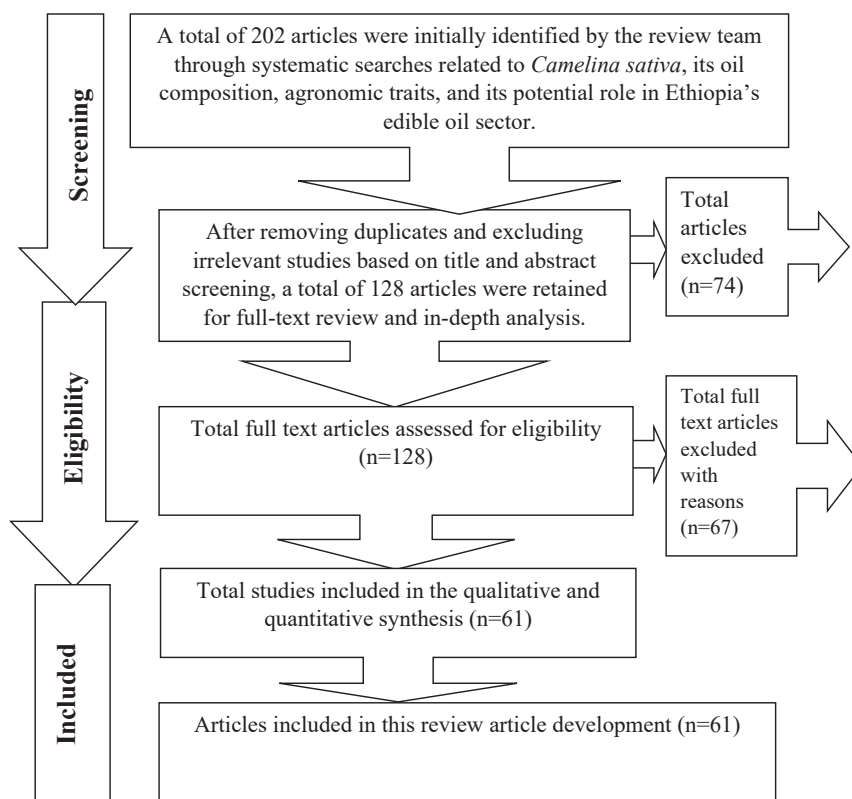 Screening
A total of 202 articles were initially identified by the review team
through systematic searches related to Camelina sativa, its oil
composition, agronomic traits, and its potential role in Ethiopia's
edible oil sector.
After removing duplicates and excluding
irrelevant studies based on title and abstract
screening, a total of 128 articles were retained
for full-text review and in-depth analysis.
Total
articles
excluded
(n=74)
Eligibility
Total full text articles assessed for eligibility
(n=128)
Total full
text articles
excluded
with
reasons
(n=67)
Total studies included in the qualitative and
quantitative synthesis (n=61)
Included
Articles included in this review article development (n=61)